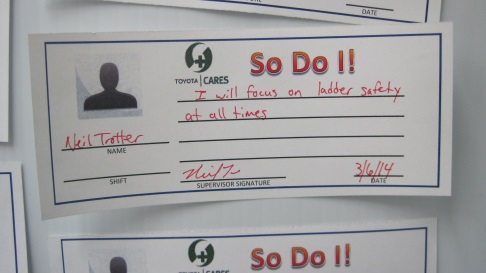 DATE
TOYOTA CARES
So Do I!
I will focus on ladder safety
at all times
Neil Trotter
NAME
SHIFT
SUPERVISOR SIGNATURE
3/6/14
DATE
TOYOTA CARES
So Do I!